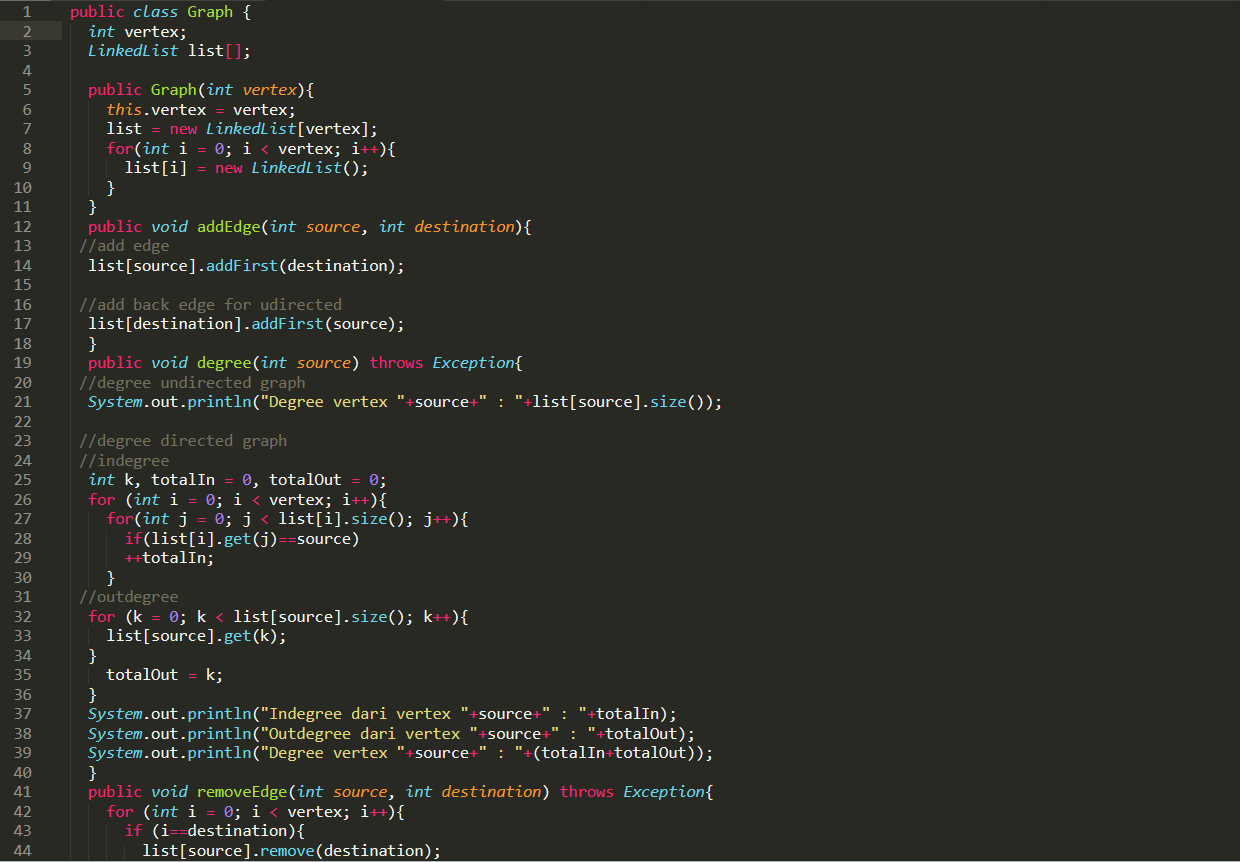 1 public class Graph {
2 int vertex;
3 LinkedList list[];
4
5 public Graph(int vertex){
6 this.vertex = vertex;
7 list = new LinkedList[vertex];
8 for(int i = 0; i < vertex; i++){
9 list[i] = new LinkedList();
10 }
11 }
12 public void addEdge(int source, int destination){
13 //add edge
14 list[source].addFirst(destination);
15
16 //add back edge for udirected
17 list[destination].addFirst(source);
18 }
19 public void degree(int source) throws Exception{
20 //degree undirected graph
21 System.out.println("Degree vertex "+source+" : "+list[source].size());
22
23 //degree directed graph
24 //indegree
25 int k, totalIn = 0, totalOut = 0;
26 for (int i = 0; i < vertex; i++){
27 for(int j = 0; j < list[i].size(); j++){
28 if(list[i].get(j)==source)
29 ++totalIn;
30 }
31 //outdegree
32 for (k = 0; k < list[source].size(); k++){
33 list[source].get(k);
34 }
35 totalOut = k;
36 }
37 System.out.println("Indegree dari vertex "+source+" : "+totalIn);
38 System.out.println("Outdegree dari vertex "+source+" : "+totalOut);
39 System.out.println("Degree vertex "+source+" : "+(totalIn+totalOut));
40 }
41 public void removeEdge(int source, int destination) throws Exception{
42 for (int i = 0; i < vertex; i++){
43 if (i==destination){
44 list[source].remove(destination);